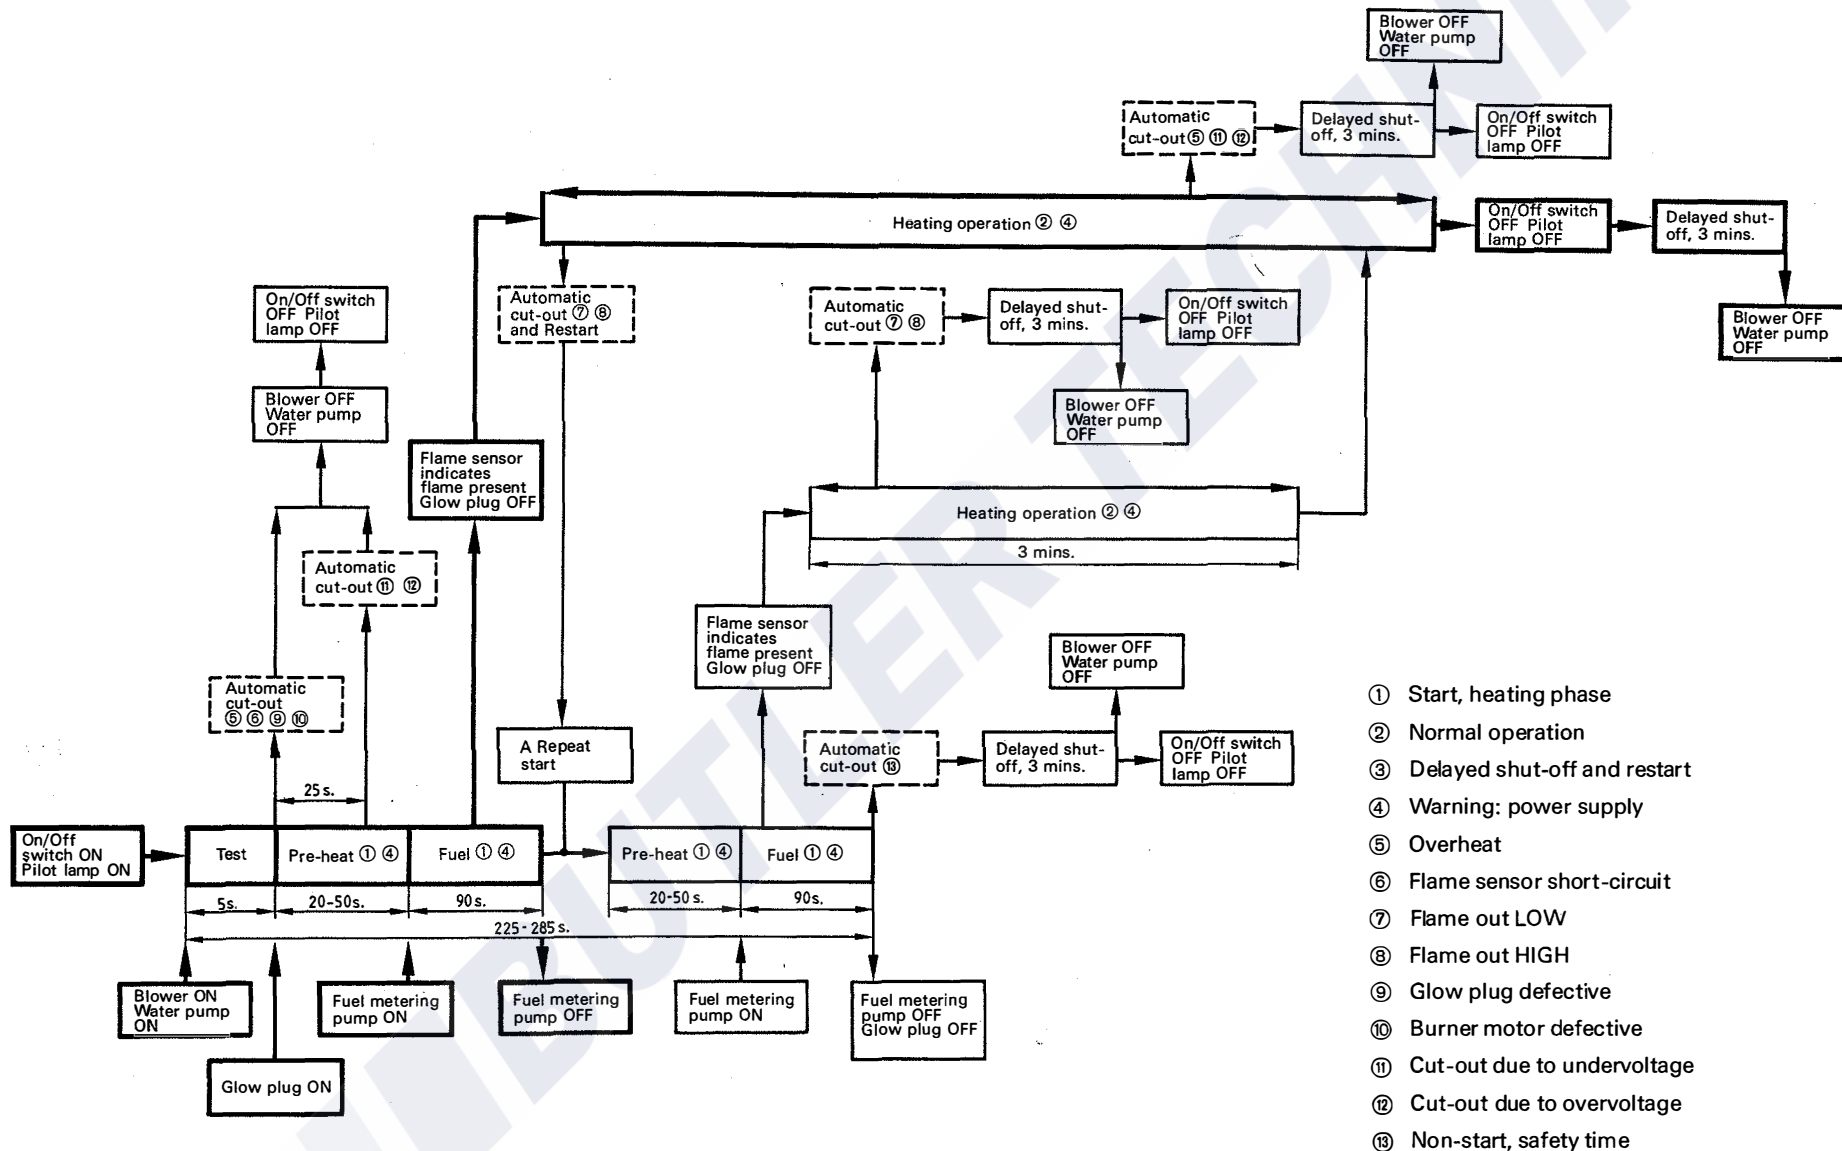 Blower OFF
Water pump
OFF
Automatic
cut-out ⑤ ⑪ ⑫
Delayed shut-
off, 3 mins.
On/Off switch
OFF Pilot
lamp OFF
Heating operation ② ④
On/Off switch
OFF Pilot
lamp OFF
Delayed shut-
off, 3 mins.
Blower OFF
Water pump
OFF
On/Off switch
OFF Pilot
lamp OFF
Automatic
cut-out ⑦ ⑧
and Restart
Automatic
cut-out ⑦ ⑧
Delayed shut-
off, 3 mins.
On/Off switch
OFF Pilot
lamp OFF
Blower OFF
Water pump
OFF
Blower OFF
Water pump
OFF
Flame sensor
indicates
flame present
Glow plug OFF
Heating operation ② ④
3 mins.
Automatic
cut-out ⑪ ⑫
Flame sensor
indicates
flame present
Glow plug OFF
Blower OFF
Water pump
OFF
Automatic
cut-out
⑤ ⑥ ⑨ ⑩
A Repeat
start
Automatic
cut-out ⑬
Delayed shut-
off, 3 mins.
On/Off switch
OFF Pilot
lamp OFF
25 s.
On/Off
switch ON
Pilot lamp ON
Test
Pre-heat ① ④
Fuel ① ④
Pre-heat ① ④
Fuel ① ④
5s.
20-50s.
90s.
20-50s.
90s.
225-285s.
Blower ON
Water pump
ON
Fuel metering
pump ON
Fuel metering
pump OFF
Fuel metering
pump ON
Fuel metering
pump OFF
Glow plug OFF
Glow plug ON
① Start, heating phase
② Normal operation
③ Delayed shut-off and restart
④ Warning: power supply
⑤ Overheat
⑥ Flame sensor short-circuit
⑦ Flame out LOW
⑧ Flame out HIGH
⑨ Glow plug defective
⑩ Burner motor defective
⑪ Cut-out due to undervoltage
⑫ Cut-out due to overvoltage
⑬ Non-start, safety time
BUTLER TECHNI